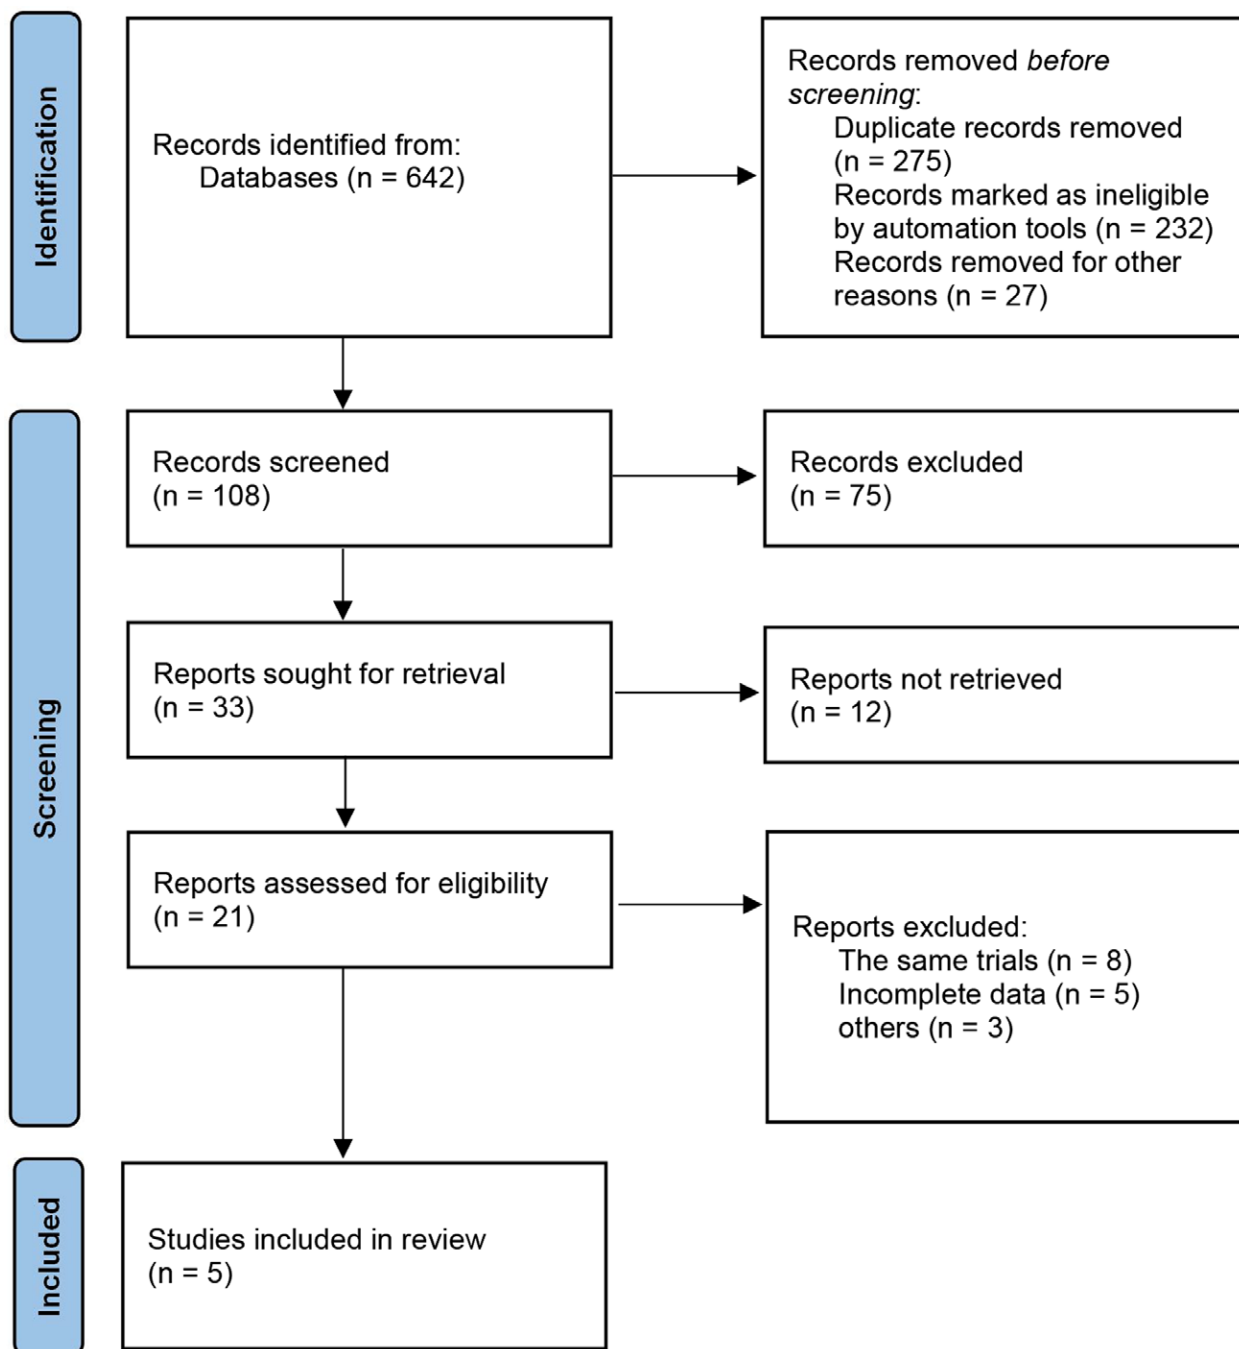 Identification
Records identified from:
Databases (n = 642)
Records removed before
screening:
Duplicate records removed
(n = 275)
Records marked as ineligible
by automation tools (n = 232)
Records removed for other
reasons (n = 27)
Screening
Records screened
(n = 108)
Records excluded
(n = 75)
Reports sought for retrieval
(n = 33)
Reports not retrieved
(n = 12)
Reports assessed for eligibility
(n = 21)
Reports excluded:
The same trials (n = 8)
Incomplete data (n = 5)
others (n = 3)
Included
Studies included in review
(n = 5)